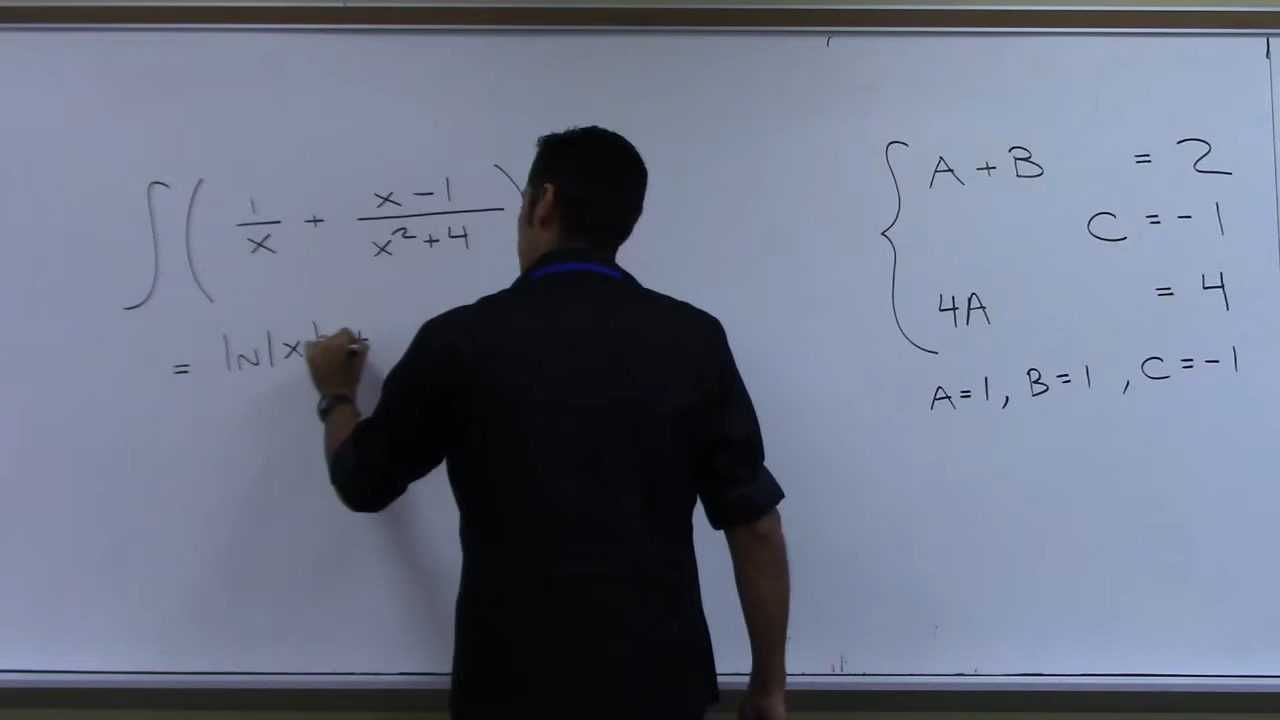 ∫ ( 1/x + (x - 1)/(x² + 4) )
= ln|x| +
A + B = 2
C = -1
4A = 4
A = 1, B = 1, C = -1